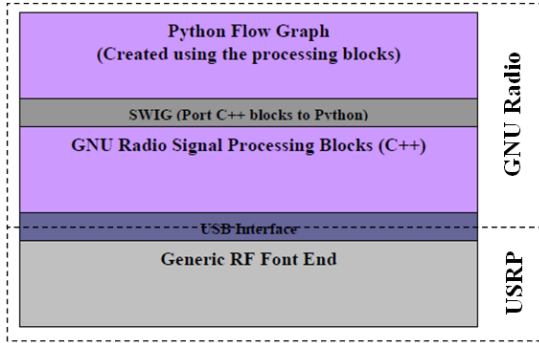 Python Flow Graph
(Created using the processing blocks)
SWIG (Port C++ blocks to Python)
GNU Radio Signal Processing Blocks (C++)
USB Interface
Generic RF Font End
GNU Radio
USRP